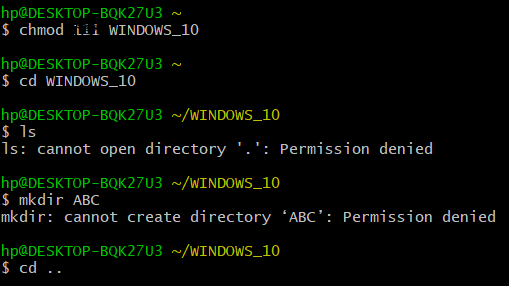 hp@DESKTOP-BQK27U3 ~
$ chmod 111 WINDOWS_10
hp@DESKTOP-BQK27U3 ~
$ cd WINDOWS_10
hp@DESKTOP-BQK27U3 ~/WINDOWS_10
$ ls
ls: cannot open directory '.': Permission denied
hp@DESKTOP-BQK27U3 ~/WINDOWS_10
$ mkdir ABC
mkdir: cannot create directory ‘ABC’: Permission denied
hp@DESKTOP-BQK27U3 ~/WINDOWS_10
$ cd ..